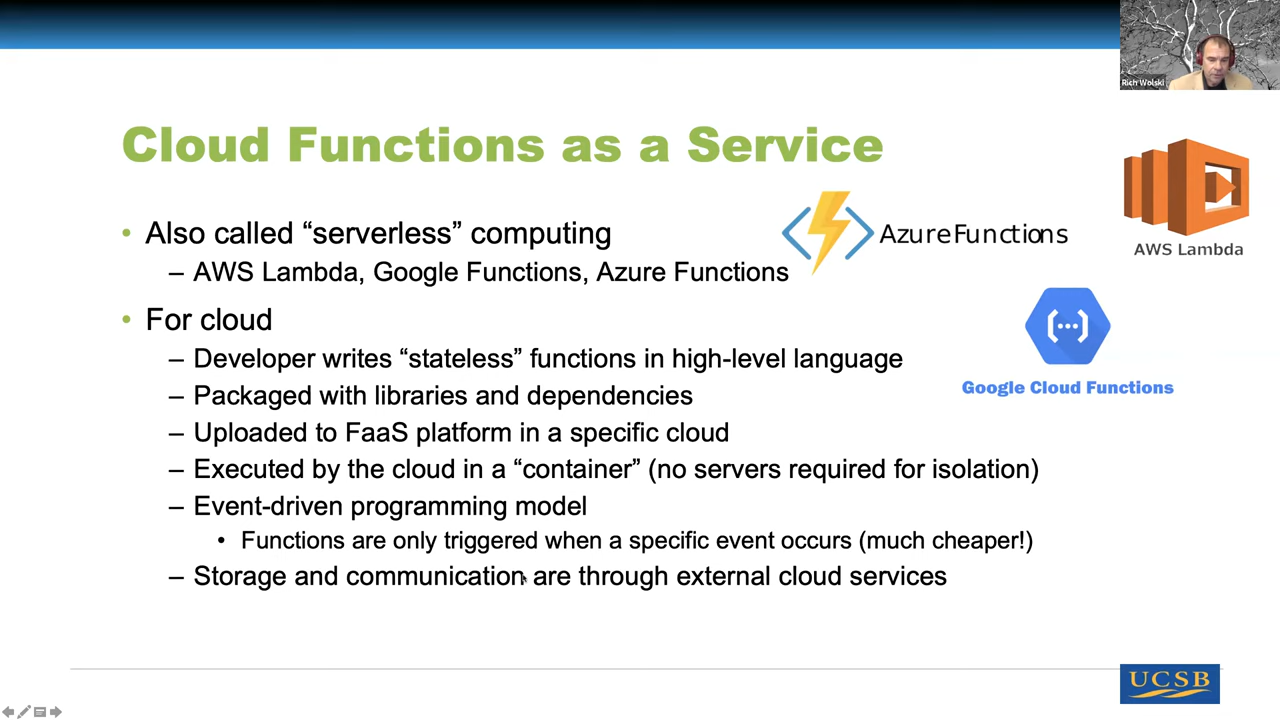 Rich Wolski
Cloud Functions as a Service
• Also called “serverless” computing
– AWS Lambda, Google Functions, Azure Functions
AzureFunctions
AWS Lambda
• For cloud
– Developer writes “stateless” functions in high-level language
– Packaged with libraries and dependencies
Google Cloud Functions
– Uploaded to FaaS platform in a specific cloud
– Executed by the cloud in a “container” (no servers required for isolation)
– Event-driven programming model
• Functions are only triggered when a specific event occurs (much cheaper!)
– Storage and communication are through external cloud services
UCSB